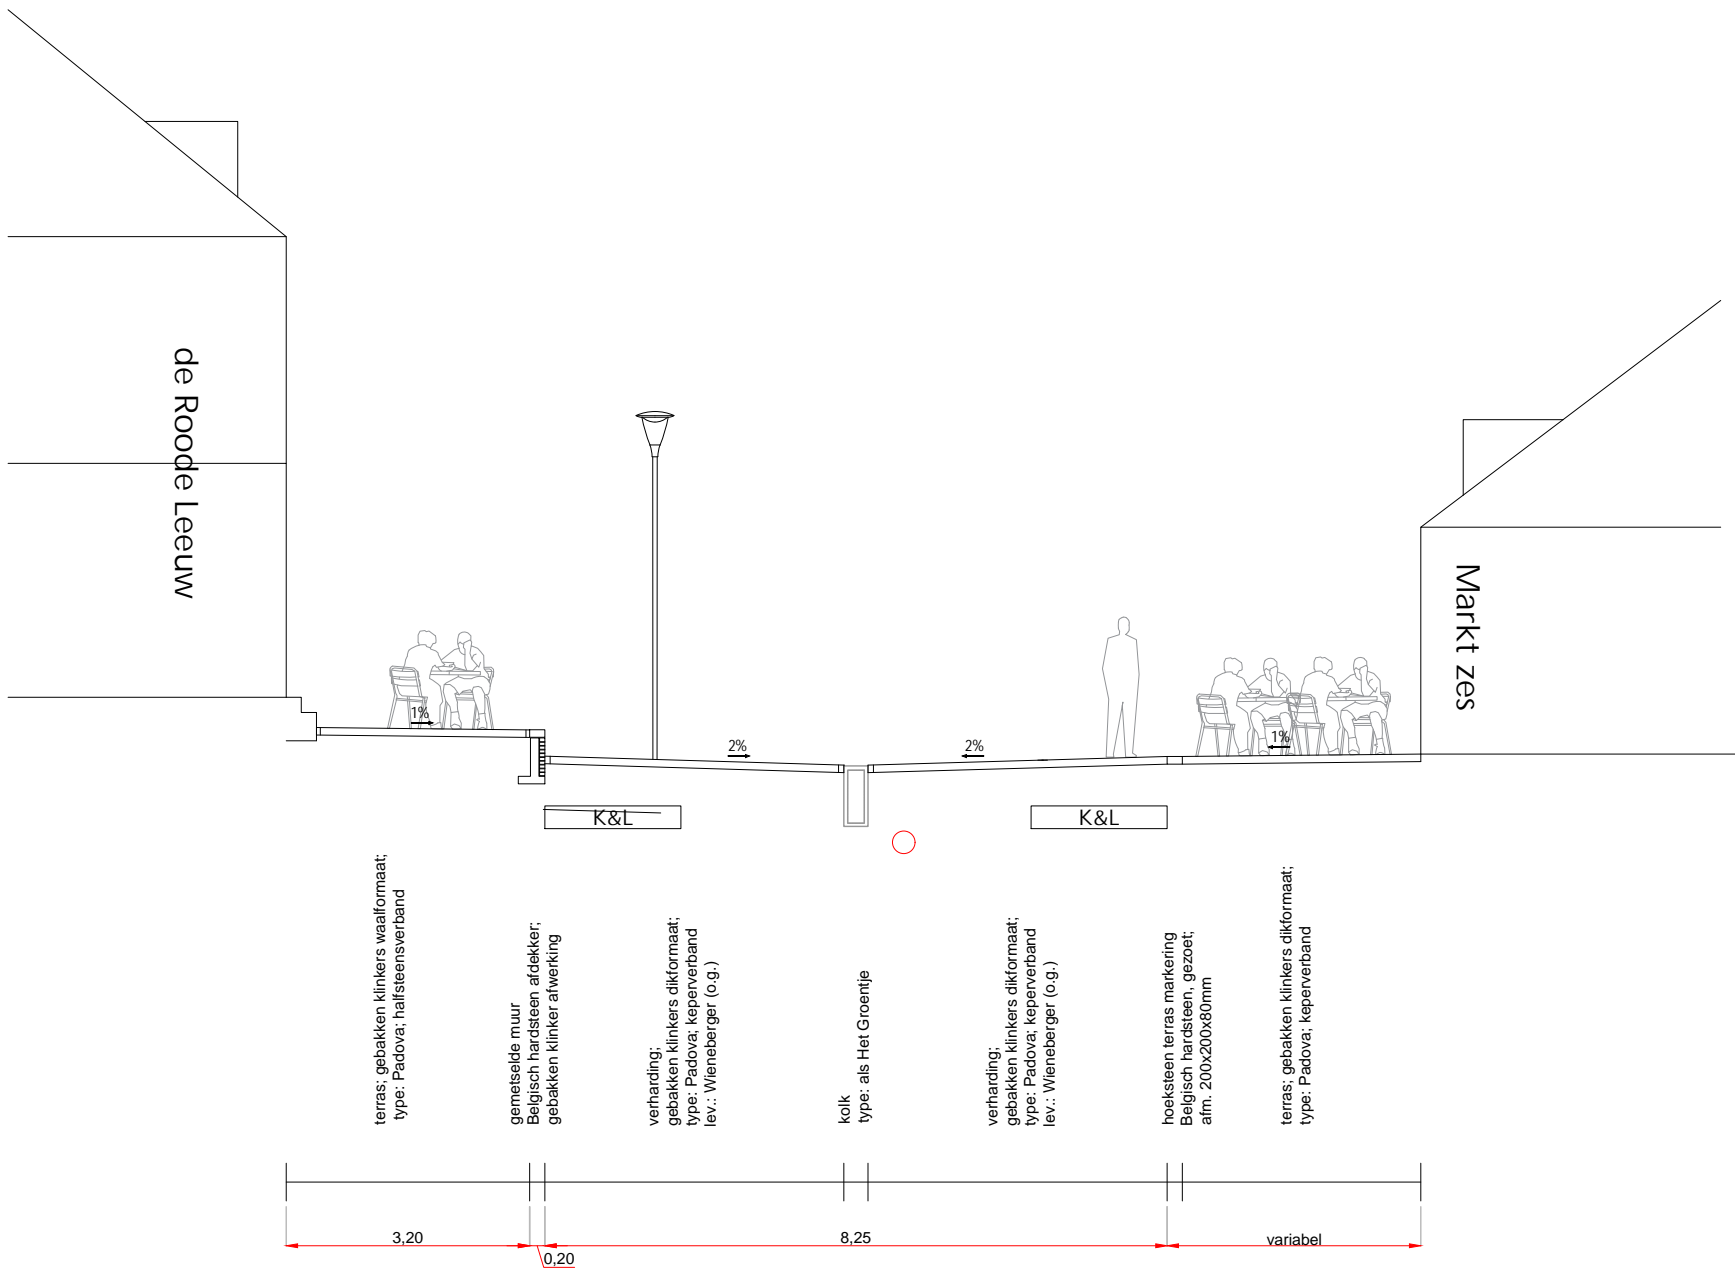 de Roode Leeuw
Markt zes
1%
2%
2%
1%
K&L
K&L
terras; gebakken klinkers waalformaat;
type: Padova; halfsteensverband
gemetselde muur
Belgisch hardsteen afdekker;
gebakken klinker afwerking
verharding;
gebakken klinkers dikformaat;
type: Padova; keperverband
lev.: Wieneberger (o.g.)
kolk
type: als Het Groentje
verharding;
gebakken klinkers dikformaat;
type: Padova; keperverband
lev.: Wieneberger (o.g.)
hoeksteen terras markering
Belgisch hardsteen, gezoet;
afm. 200x200x80mm
terras; gebakken klinkers dikformaat;
type: Padova; keperverband
3,20
0,20
8,25
variabel